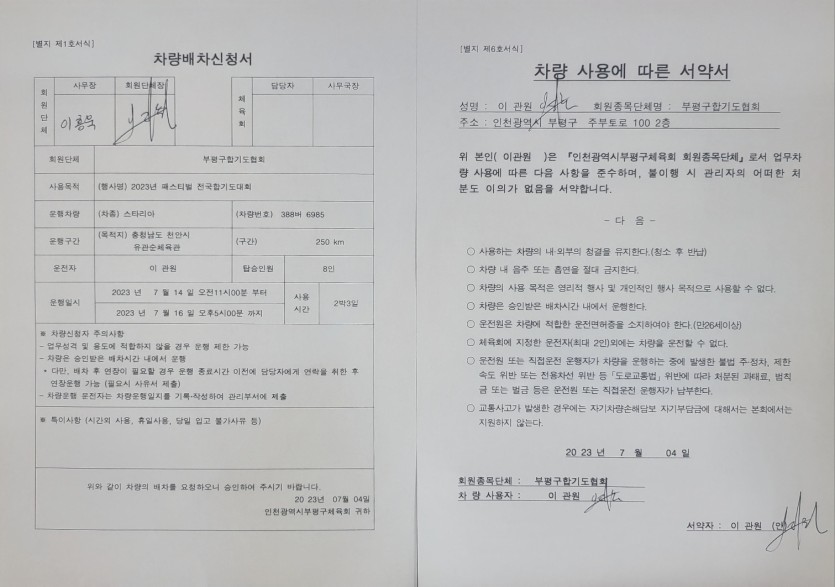 [별지 제1호서식]
차량배차신청서
회원단체
사무장
회원단체장
체육회
담당자
사무국장
이홍욱
회원단체
부평구합기도협회
사용목적
(행사명) 2023년 페스티벌 전국합기도대회
운행차량
(차종) 스타리아
(차량번호) 388버 6985
운행구간
(목적지) 충청남도 천안시
유관순체육관
(구간) 250 km
운전자
이 관원
탑승인원
8인
운행일시
2023 년 7 월 14 일 오전11시00분 부터
2023 년 7 월 16 일 오후5시00분 까지
사용
시간
2박3일
※ 차량신청자 주의사항
- 업무성격 및 용도에 적합하지 않을 경우 운행 제한 가능
- 차량은 승인받은 배차시간 내에서 운행
* 다만, 배차 후 연장이 필요할 경우 운행 종료시간 이전에 담당자에게 연락을 취한 후
연장운행 가능 (필요시 사유서 제출)
- 차량운행 운전자는 차량운행일지를 기록·작성하여 관리부서에 제출
※ 특이사항 (시간외 사용, 휴일사용, 당일 입고 불가사유 등)
위와 같이 차량의 배차를 요청하오니 승인하여 주시기 바랍니다.
20 23년 07월 04일
인천광역시부평구체육회 귀하
[별지 제6호서식]
차량 사용에 따른 서약서
성명 : 이 관원 회원종목단체명 : 부평구합기도협회
주소 : 인천광역시 부평구 주부토로 100 2층
위 본인( 이관원 )은 『인천광역시부평구체육회 회원종목단체』로서 업무차
량 사용에 따른 다음 사항을 준수하며, 불이행 시 관리자의 어떠한 처
분도 이의가 없음을 서약합니다.
- 다 음 -
○ 사용하는 차량의 내·외부의 청결을 유지한다.(청소 후 반납)
○ 차량 내 음주 또는 흡연을 절대 금지한다.
○ 차량의 사용 목적은 영리적 행사 및 개인적인 행사 목적으로 사용할 수 없다.
○ 차량은 승인받은 배차시간 내에서 운행한다.
○ 운전원은 차량에 적합한 운전면허증을 소지하여야 한다.(만26세이상)
○ 체육회에 지정한 운전자(최대 2인)외에는 차량을 운전할 수 없다.
○ 운전원 또는 직접운전 운행자가 차량을 운행하는 중에 발생한 불법 주·정차, 제한
속도 위반 또는 전용차선 위반 등 「도로교통법」 위반에 따라 처분된 과태료, 범칙
금 또는 벌금 등은 운전원 또는 직접운전 운행자가 납부한다.
○ 교통사고가 발생한 경우에는 자기차량손해담보 자기부담금에 대해서는 본회에서는
지원하지 않는다.
20 23 년 7 월 04 일
회원종목단체 : 부평구합기도협회
차 량 사용자 : 이 관원
서약자 : 이 관원 (인)